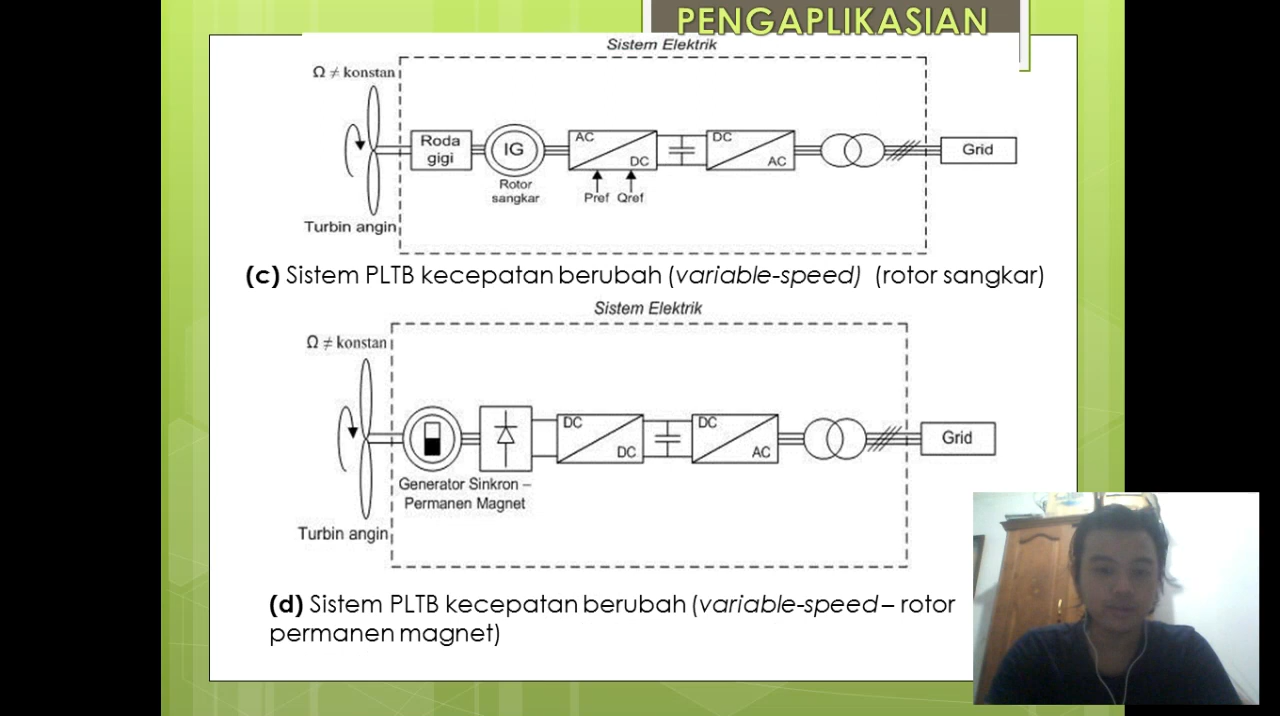 PENGAPLIKASIAN
Sistem Elektrik
Ω ≠ konstan
Roda
gigi
IG
AC
DC
DC
AC
Grid
Rotor
sangkar
Pref Qref
Turbin angin
(c) Sistem PLTB kecepatan berubah (variable-speed) (rotor sangkar)
Sistem Elektrik
Ω ≠ konstan
DC
DC
DC
AC
Grid
Generator Sinkron –
Permanen Magnet
Turbin angin
(d) Sistem PLTB kecepatan berubah (variable-speed – rotor
permanen magnet)